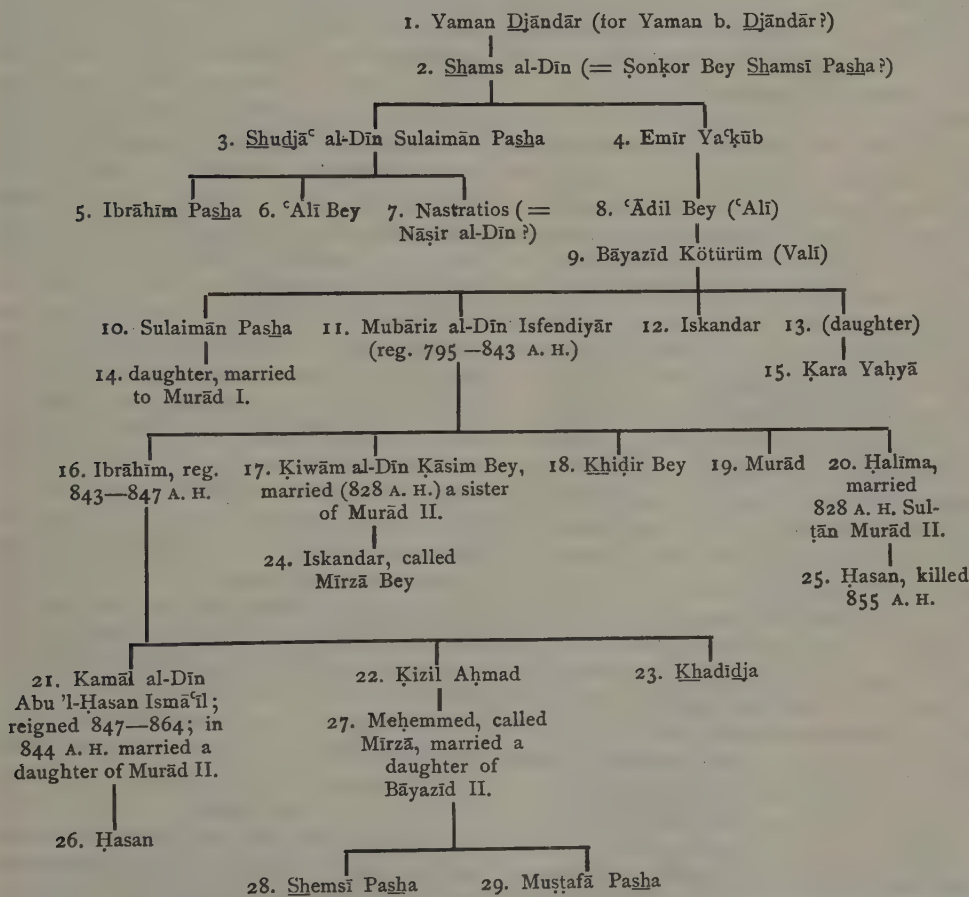 1. Yaman Djāndār (for Yaman b. Djāndār?)
2. Shams al-Dīn (= Ṣonḳor Bey Shamsī Pasha?)
3. Shudjāʿ al-Dīn Sulaimān Pasha
4. Emīr Yaʿḳūb
5. Ibrāhīm Pasha
6. ʿAlī Bey
7. Nastratios (=
Nāṣir al-Dīn?)
8. ʿĀdil Bey (ʿAlī)
9. Bāyazīd Kötürüm (Valī)
10. Sulaimān Pasha
11. Mubāriz al-Dīn Isfendiyār
(reg. 795—843 A. H.)
12. Iskandar
13. (daughter)
14. daughter, married
to Murād I.
15. Ḳara Yaḥyā
16. Ibrāhīm, reg.
843—847 A. H.
17. Ḳiwām al-Dīn Ḳāsim Bey,
married (828 A. H.) a sister
of Murād II.
18. Khiḍir Bey
19. Murād
20. Ḥalīma,
married
828 A. H. Sul-
ṭān Murād II.
24. Iskandar, called
Mīrzā Bey
25. Ḥasan, killed
855 A. H.
21. Kamāl al-Dīn
Abu 'l-Ḥasan Ismāʿīl;
reigned 847—864; in
844 A. H. married a
daughter of Murād II.
22. Ḳizil Aḥmad
23. Khadīdja
27. Meḥemmed, called
Mīrzā, married a
daughter of
Bāyazīd II.
26. Ḥasan
28. Shemsī Pasha
29. Muṣṭafā Pasha